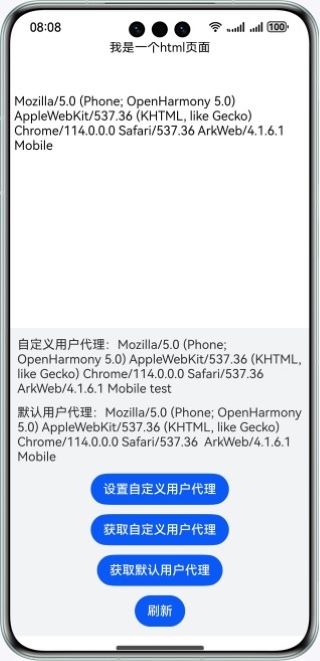 08:08
100
我是一个html页面
Mozilla/5.0 (Phone; OpenHarmony 5.0)
AppleWebKit/537.36 (KHTML, like Gecko)
Chrome/114.0.0.0 Safari/537.36 ArkWeb/4.1.6.1
Mobile
自定义用户代理：Mozilla/5.0 (Phone;
OpenHarmony 5.0) AppleWebKit/537.36 (KHTML,
like Gecko) Chrome/114.0.0.0 Safari/537.36
ArkWeb/4.1.6.1 Mobile test
默认用户代理：Mozilla/5.0 (Phone; OpenHarmony
5.0) AppleWebKit/537.36 (KHTML, like Gecko)
Chrome/114.0.0.0 Safari/537.36 ArkWeb/4.1.6.1
Mobile
设置自定义用户代理
获取自定义用户代理
获取默认用户代理
刷新